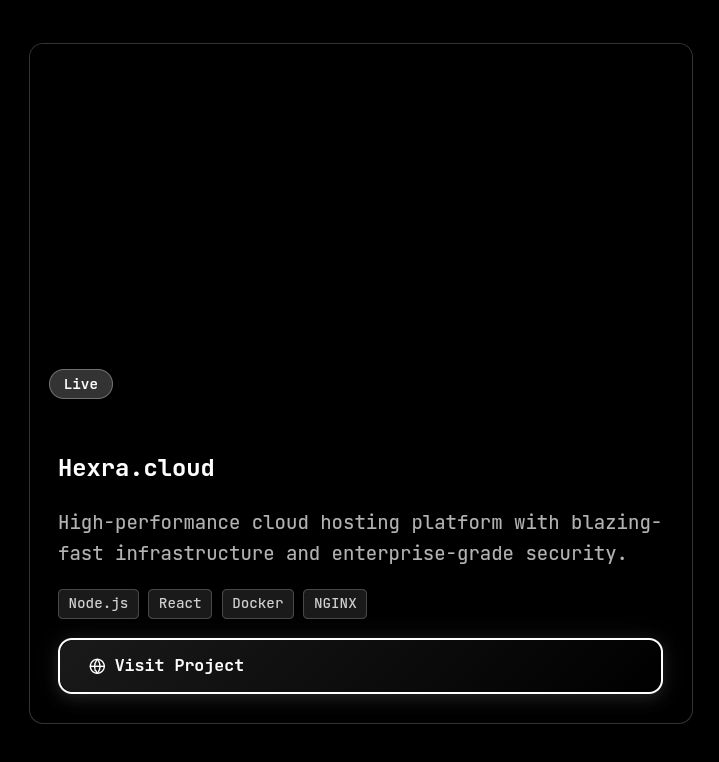 Live
Hexra.cloud
High-performance cloud hosting platform with blazing-
fast infrastructure and enterprise-grade security.
Node.js React Docker NGINX
Visit Project